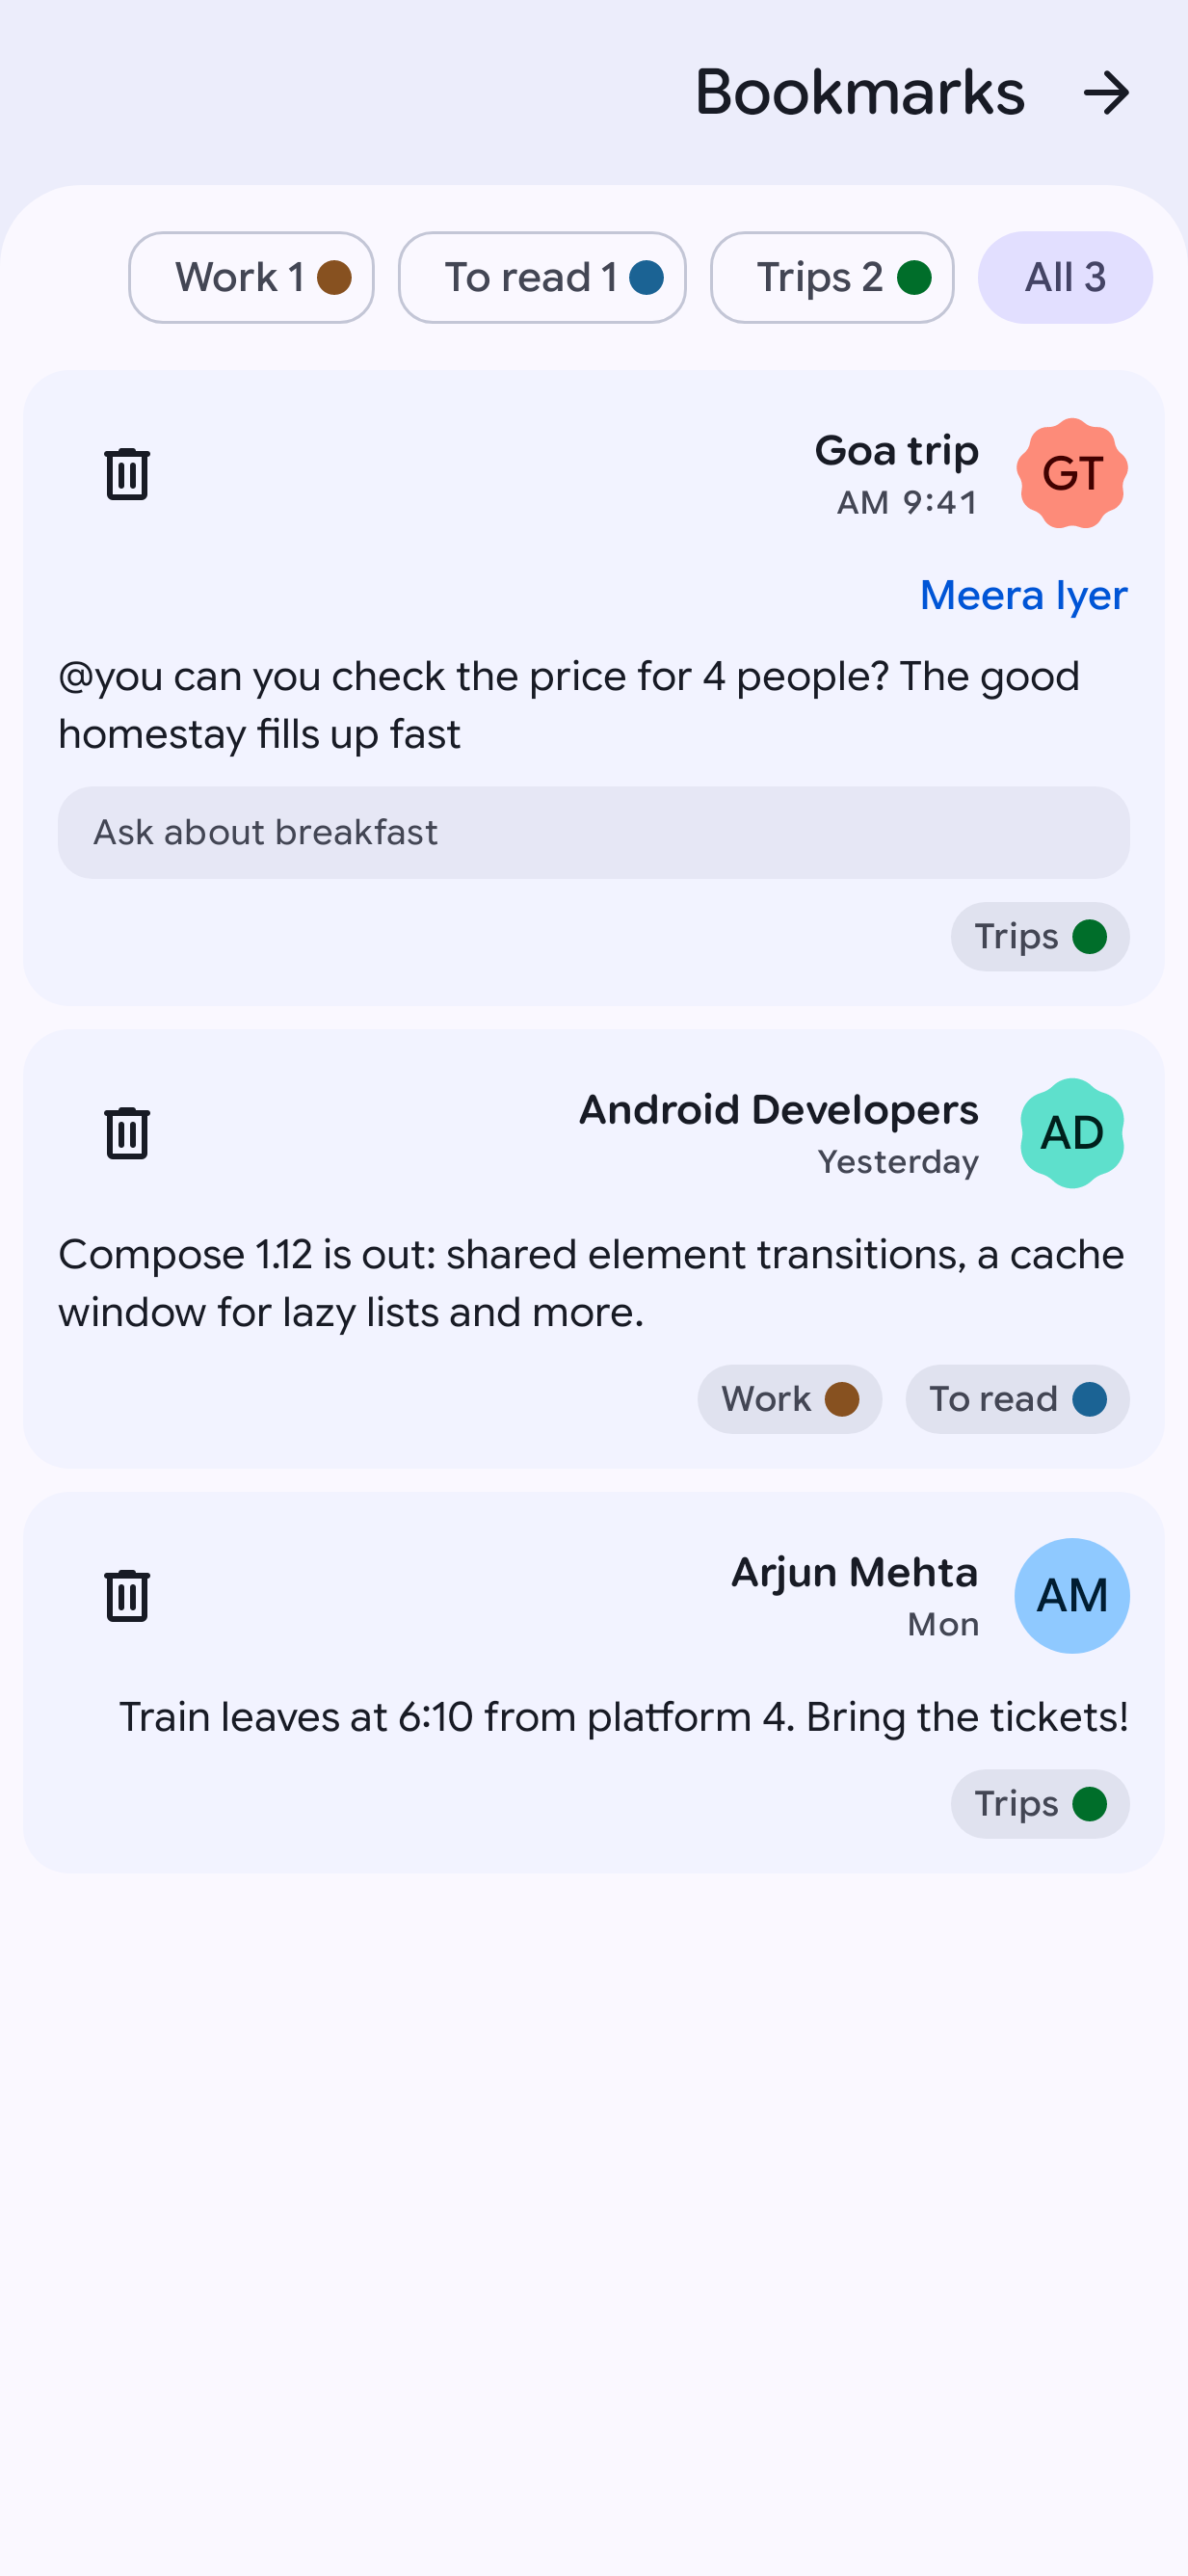 Bookmarks
All 3
Trips 2
To read 1
Work 1
GT
Goa trip
AM 9:41
Meera Iyer
@you can you check the price for 4 people? The good
homestay fills up fast
Ask about breakfast
Trips
AD
Android Developers
Yesterday
Compose 1.12 is out: shared element transitions, a cache
window for lazy lists and more.
To read
Work
AM
Arjun Mehta
Mon
Train leaves at 6:10 from platform 4. Bring the tickets!
Trips